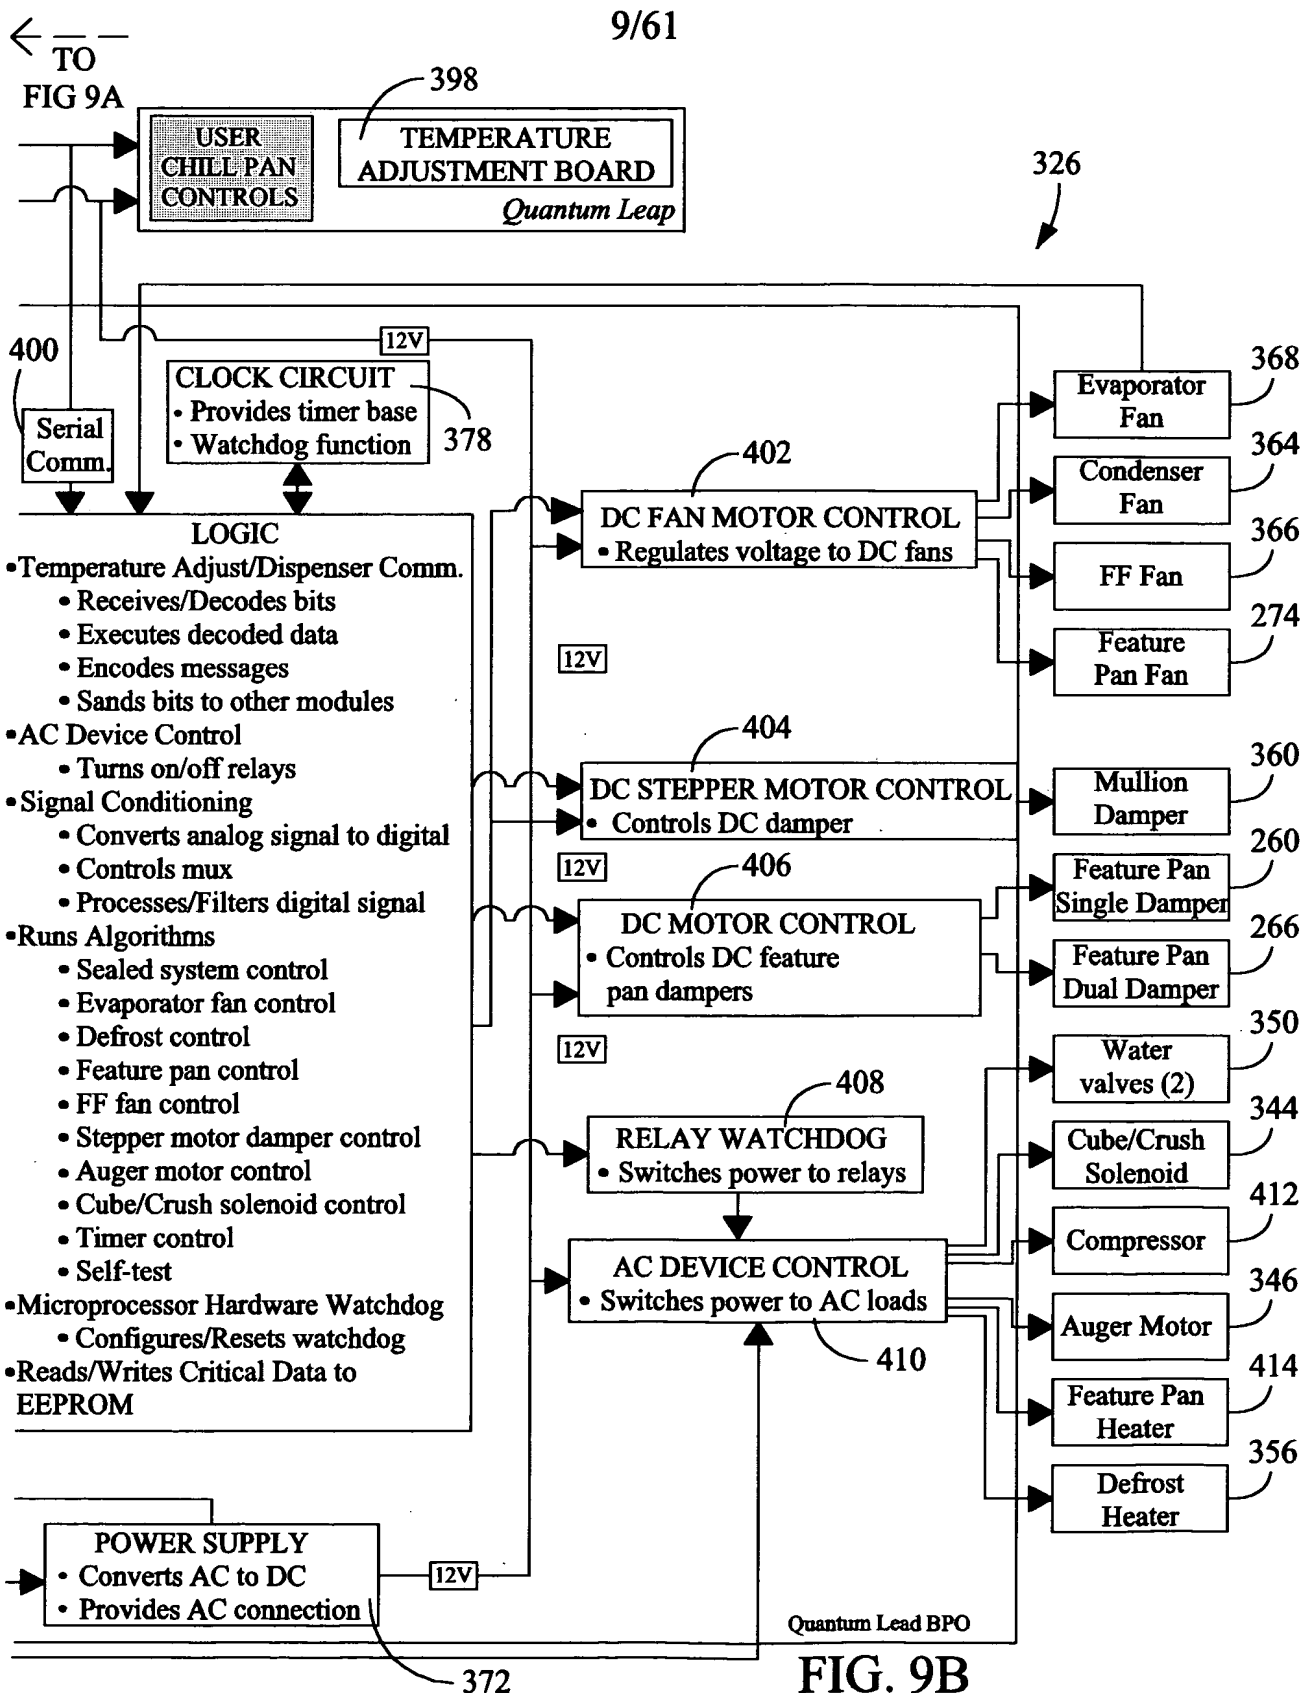 9/61
TO
FIG 9A
398
USER
CHILL PAN
CONTROLS
TEMPERATURE
ADJUSTMENT BOARD
Quantum Leap
326
12V
400
Serial
Comm.
CLOCK CIRCUIT
• Provides timer base
• Watchdog function
378
LOGIC
•Temperature Adjust/Dispenser Comm.
• Receives/Decodes bits
• Executes decoded data
• Encodes messages
• Sands bits to other modules
•AC Device Control
• Turns on/off relays
•Signal Conditioning
• Converts analog signal to digital
• Controls mux
• Processes/Filters digital signal
•Runs Algorithms
• Sealed system control
• Evaporator fan control
• Defrost control
• Feature pan control
• FF fan control
• Stepper motor damper control
• Auger motor control
• Cube/Crush solenoid control
• Timer control
• Self-test
•Microprocessor Hardware Watchdog
• Configures/Resets watchdog
•Reads/Writes Critical Data to
EEPROM
402
DC FAN MOTOR CONTROL
• Regulates voltage to DC fans
12V
404
DC STEPPER MOTOR CONTROL
• Controls DC damper
12V
406
DC MOTOR CONTROL
• Controls DC feature
pan dampers
12V
408
RELAY WATCHDOG
• Switches power to relays
AC DEVICE CONTROL
• Switches power to AC loads
410
368
Evaporator
Fan
364
Condenser
Fan
366
FF Fan
274
Feature
Pan Fan
360
Mullion
Damper
260
Feature Pan
Single Damper
266
Feature Pan
Dual Damper
350
Water
valves (2)
344
Cube/Crush
Solenoid
412
Compressor
346
Auger Motor
414
Feature Pan
Heater
356
Defrost
Heater
POWER SUPPLY
• Converts AC to DC
• Provides AC connection
12V
372
Quantum Lead BPO
FIG. 9B